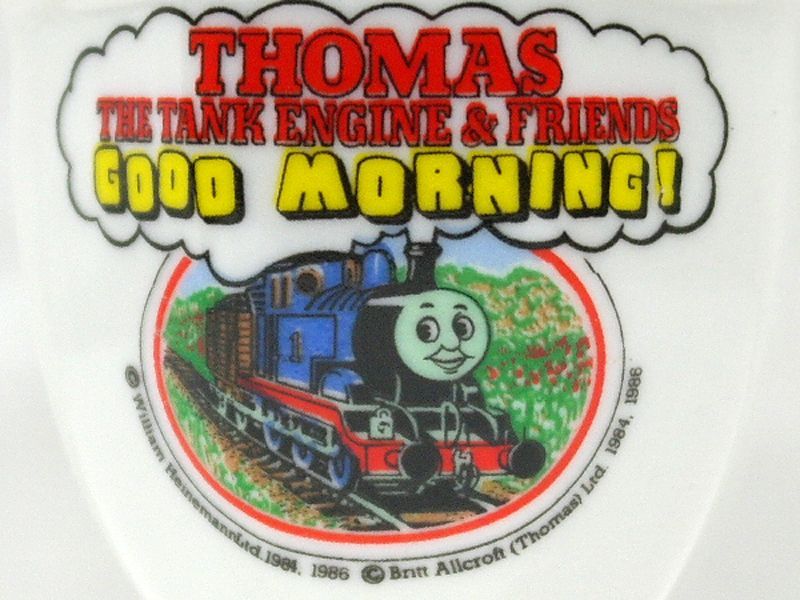 THOMAS
THE TANK ENGINE & FRIENDS
GOOD MORNING!
1
© William Heinemann Ltd. 1984, 1986 © Britt Allcroft (Thomas) Ltd. 1984, 1986